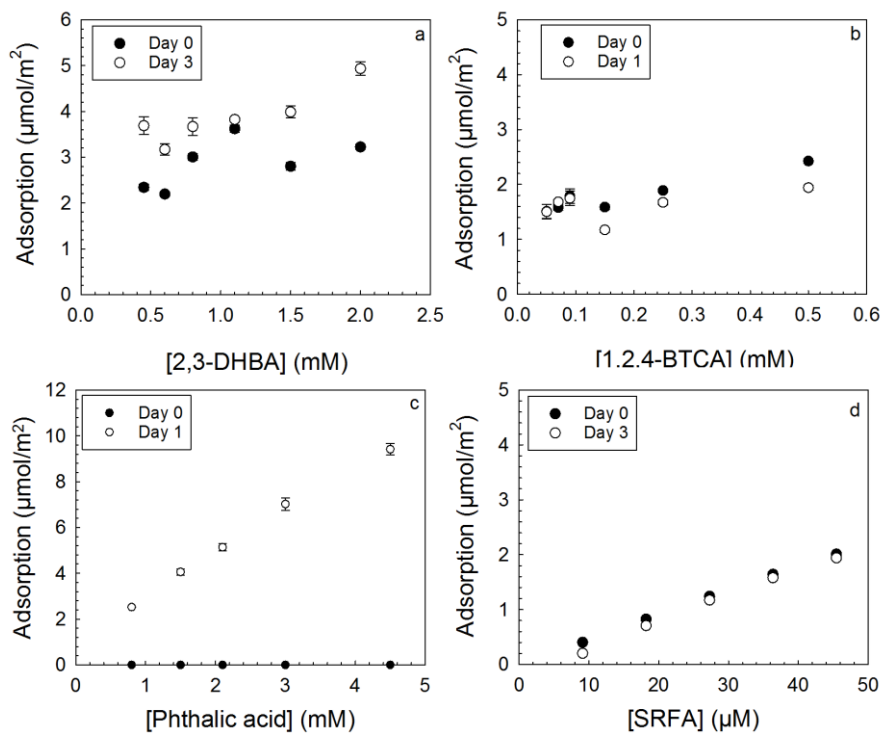 6
5
4
3
2
1
0
Adsorption (µmol/m²)
Day 0
Day 3
a
0.0 0.5 1.0 1.5 2.0 2.5
[2,3-DHBA] (mM)
5
4
3
2
1
0
Adsorption (µmol/m²)
Day 0
Day 1
b
0.0 0.1 0.2 0.3 0.4 0.5 0.6
[1,2,4-BTCA] (mM)
12
10
8
6
4
2
0
Adsorption (µmol/m²)
Day 0
Day 1
c
0 1 2 3 4 5
[Phthalic acid] (mM)
5
4
3
2
1
0
Adsorption (µmol/m²)
Day 0
Day 3
d
0 10 20 30 40 50
[SRFA] (µM)